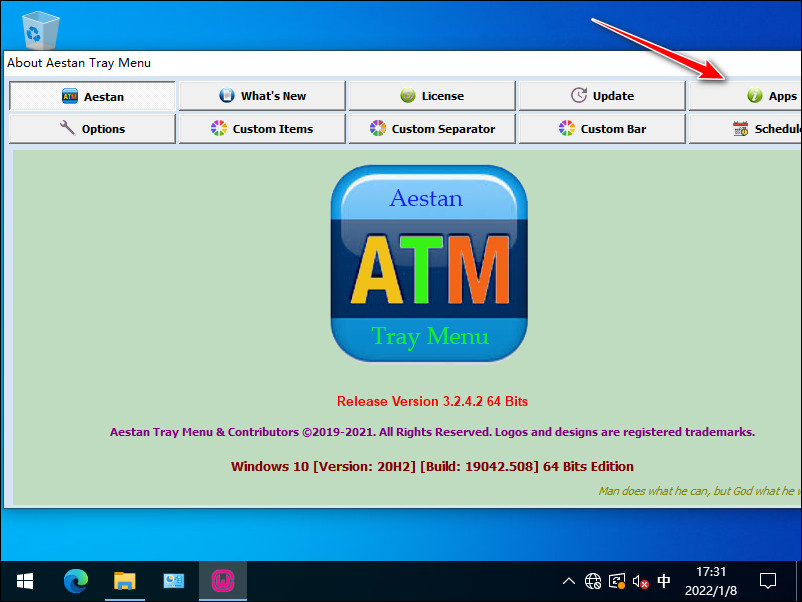 About Aestan Tray Menu
ATM Aestan
What's New
License
Update
Apps
Options
Custom Items
Custom Separator
Custom Bar
Schedul
Aestan
ATM
Tray Menu
Release Version 3.2.4.2 64 Bits
Aestan Tray Menu & Contributors ©2019-2021. All Rights Reserved. Logos and designs are registered trademarks.
Windows 10 [Version: 20H2] [Build: 19042.508] 64 Bits Edition
Man does what he can, but God what he w
中
17:31
2022/1/8